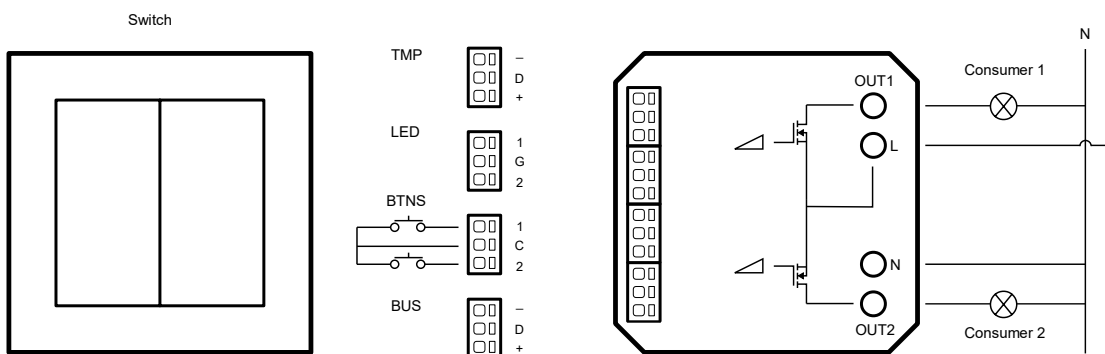 Switch
TMP
–
D
+
LED
1
G
2
BTNS
1
C
2
BUS
–
D
+
OUT1
L
N
OUT2
Consumer 1
Consumer 2
N